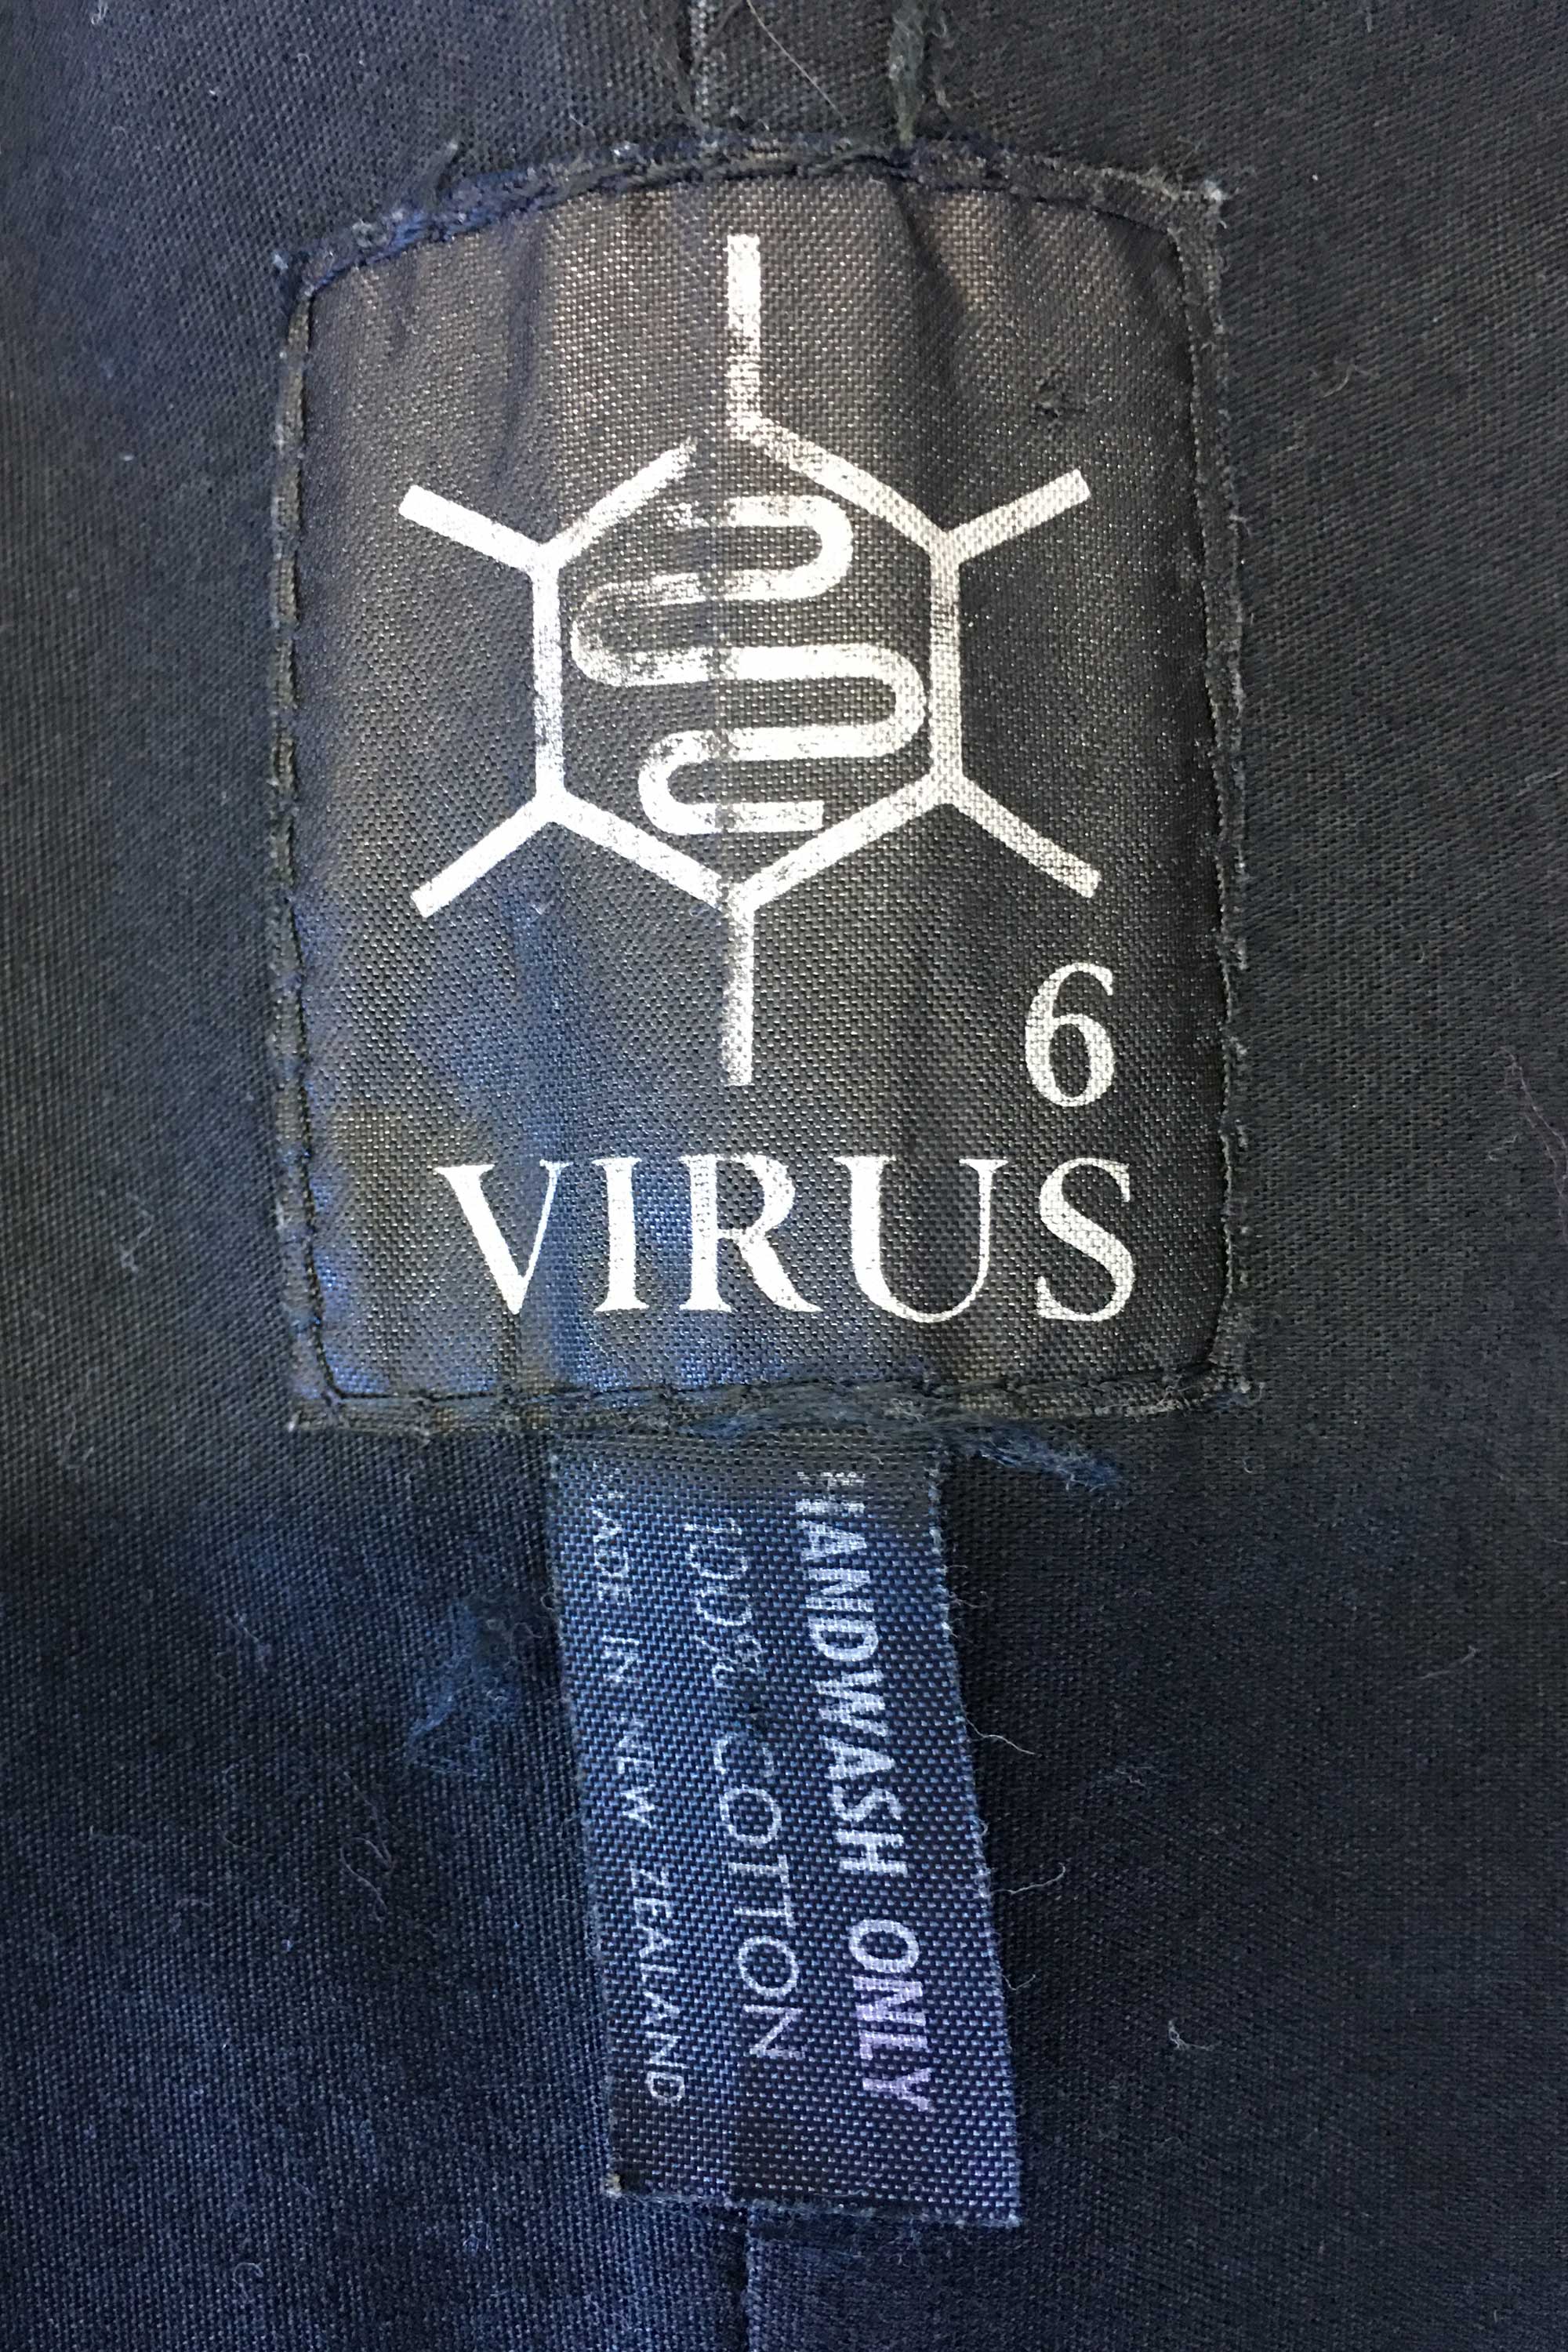 6
VIRUS
HANDWASH ONLY
100% COTTON
MADE IN NEW ZEALAND